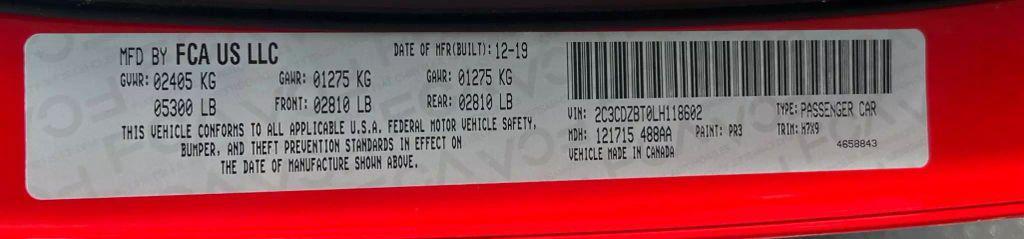 MFD BY FCA US LLC DATE OF MFR(BUILT): 12-19
GVWR: 02405 KG GAWR: 01275 KG GAWR: 01275 KG
05300 LB FRONT: 02810 LB REAR: 02810 LB
THIS VEHICLE CONFORMS TO ALL APPLICABLE U.S.A. FEDERAL MOTOR VEHICLE SAFETY,
BUMPER, AND THEFT PREVENTION STANDARDS IN EFFECT ON
THE DATE OF MANUFACTURE SHOWN ABOVE.
VIN: 2C3CDZBT0LH118602 TYPE: PASSENGER CAR
MDH: 121715 488AA PAINT: PR3 TRIM: H7X9
VEHICLE MADE IN CANADA 4658843